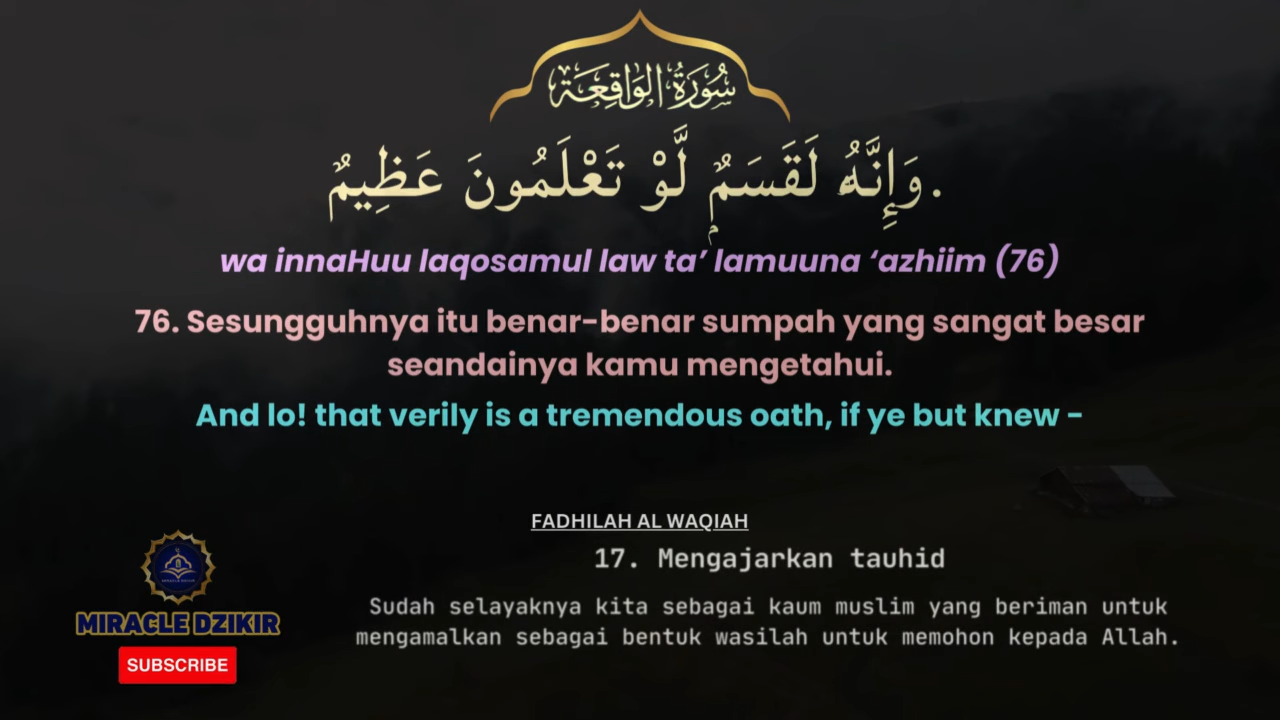 سُورَةُ الوَاقِعَة
وَإِنَّهُۥ لَقَسَمٌۭ لَّوْ تَعْلَمُونَ عَظِيمٌ.
wa innaHuu laqosamul law ta’ lamuuna ‘azhiim (76)
76. Sesungguhnya itu benar-benar sumpah yang sangat besar
seandainya kamu mengetahui.
And lo! that verily is a tremendous oath, if ye but knew -
FADHILAH AL WAQIAH
17. Mengajarkan tauhid
Sudah selayaknya kita sebagai kaum muslim yang beriman untuk
mengamalkan sebagai bentuk wasilah untuk memohon kepada Allah.
MIRACLE DZIKIR
SUBSCRIBE